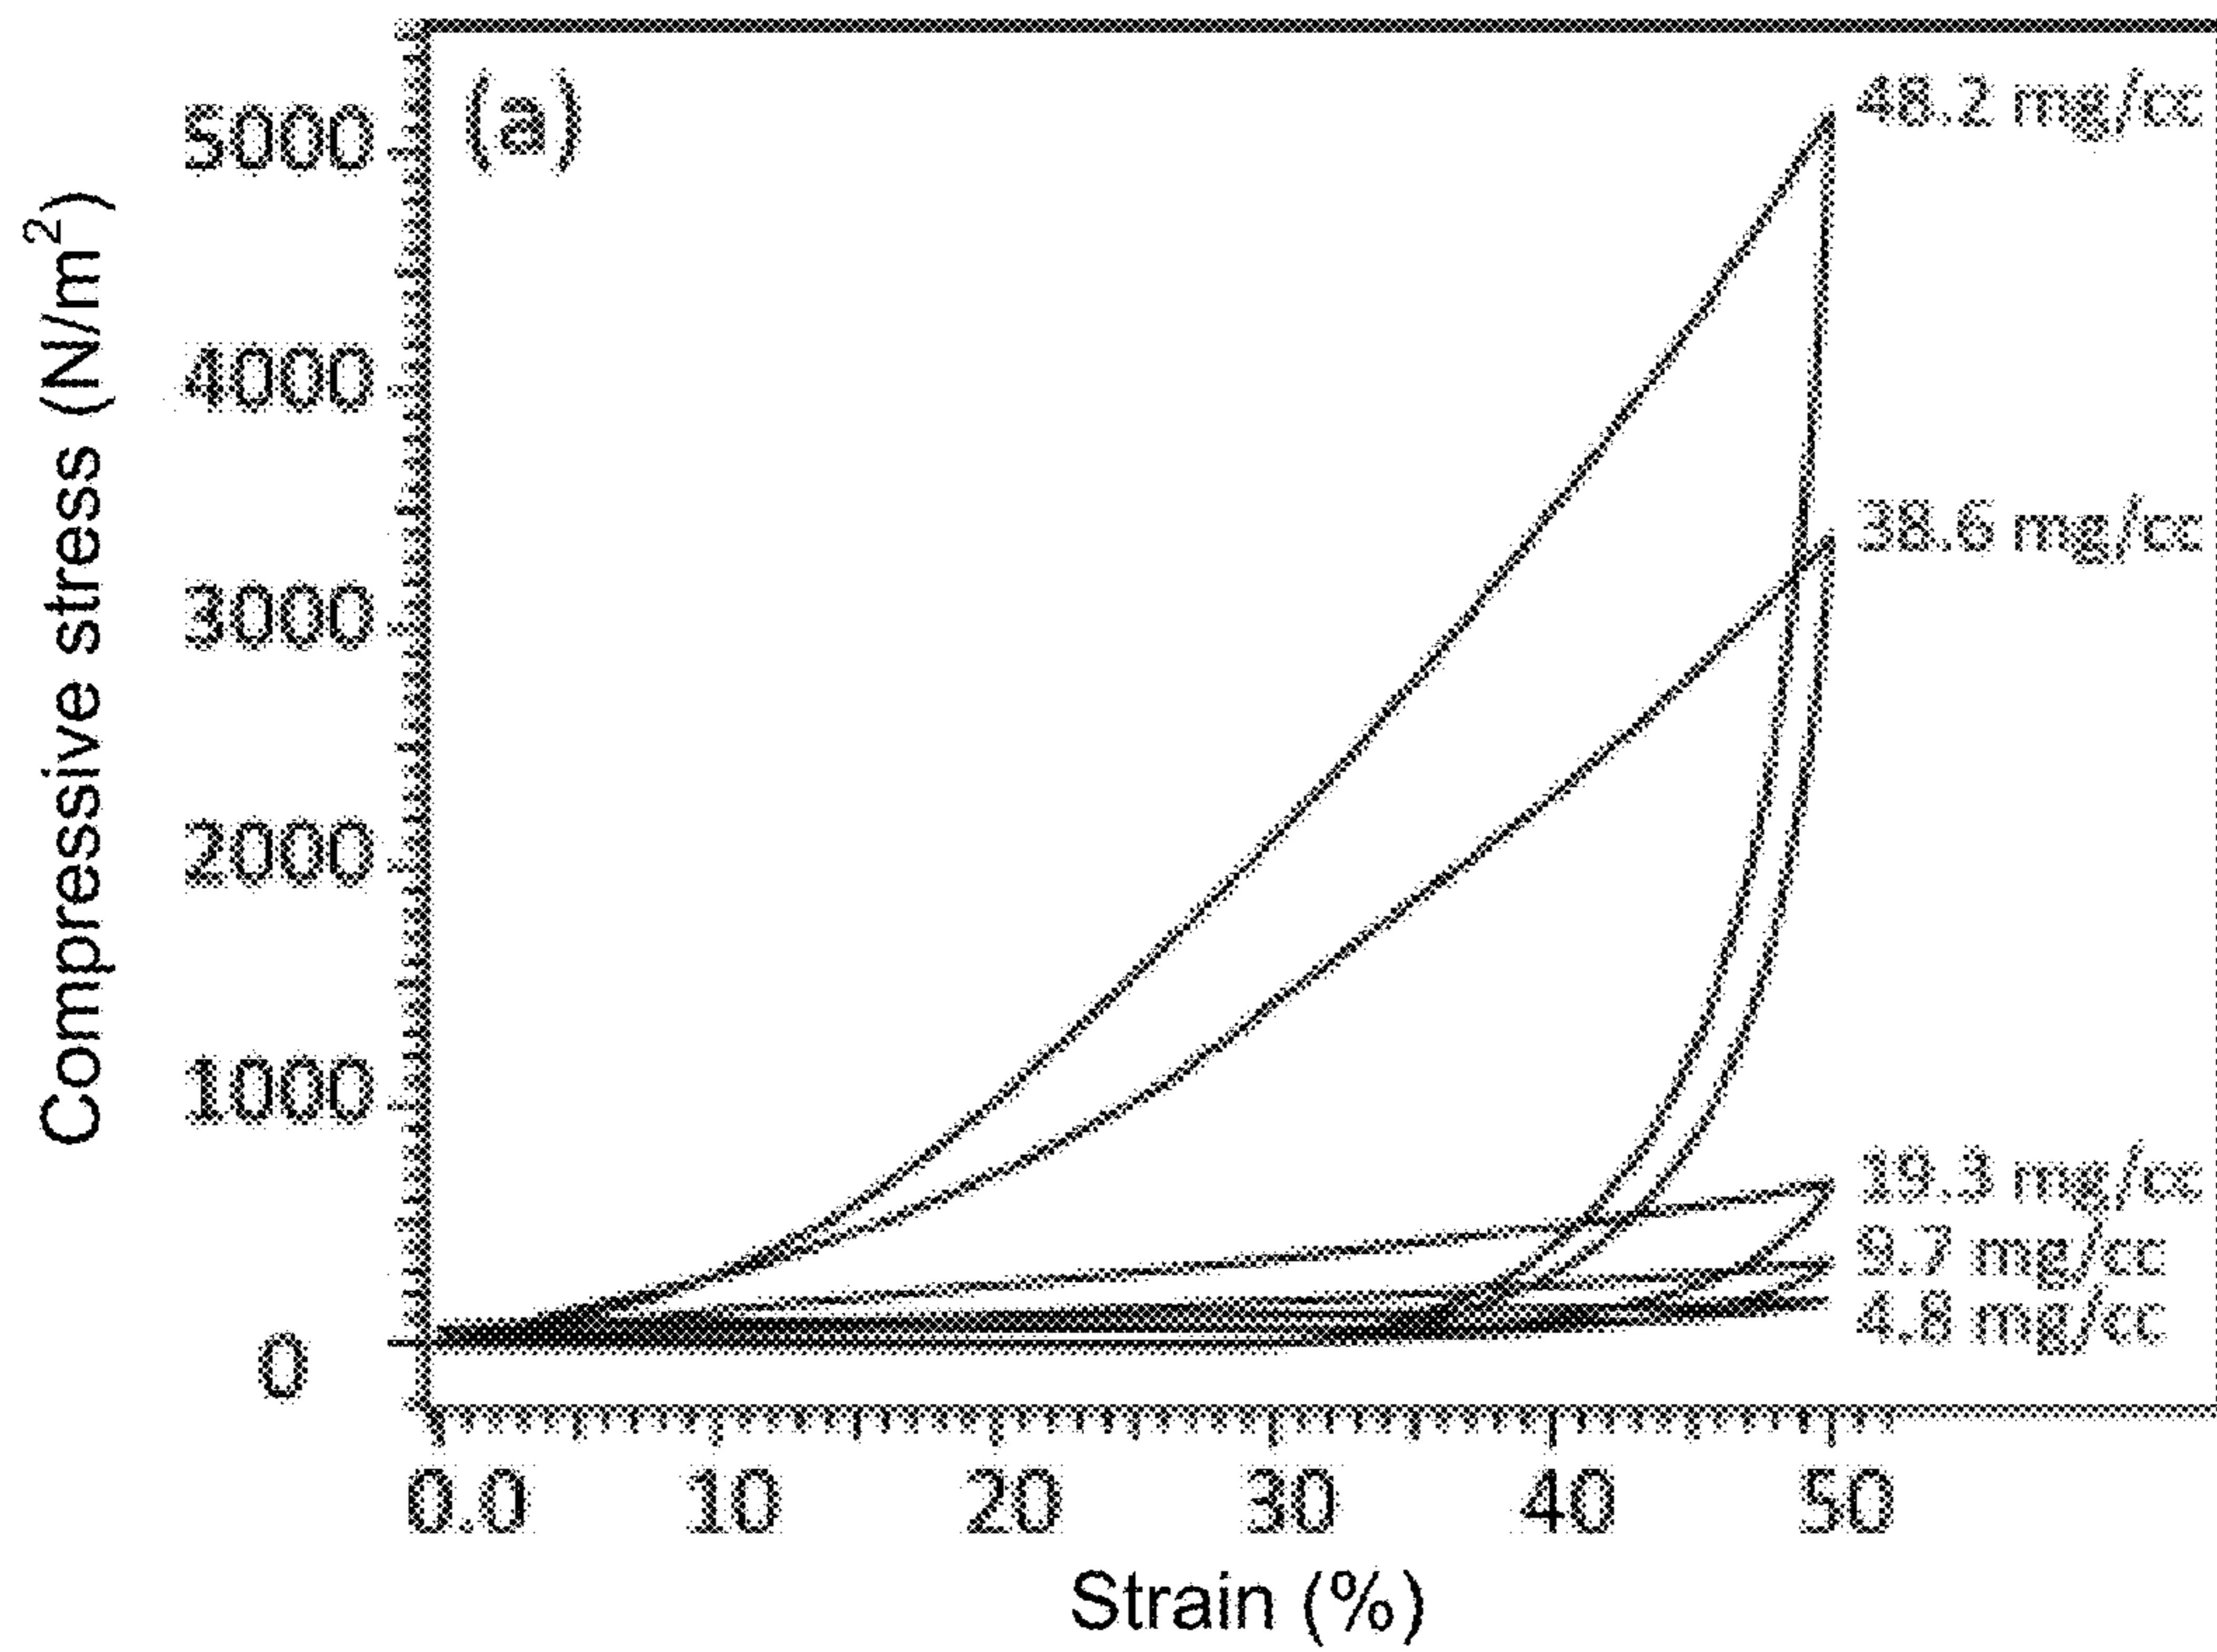 (a)
Compressive stress (N/m²)
5000
4000
3000
2000
1000
0
48.2 mg/cc
38.6 mg/cc
19.3 mg/cc
9.7 mg/cc
4.8 mg/cc
0.0 10 20 30 40 50
Strain (%)